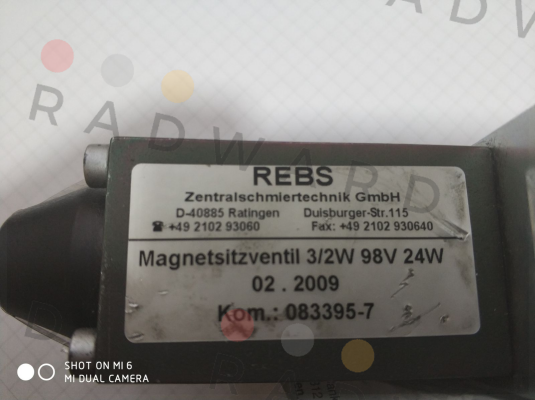 RADWARD
REBS
Zentralschmiertechnik GmbH
D-40885 Ratingen Duisburger-Str.115
☎ +49 2102 93060 Fax: +49 2102 930640
Magnetsitzventil 3/2W 98V 24W
02 . 2009
Kom.: 083395-7
SHOT ON MI 6
MI DUAL CAMERA